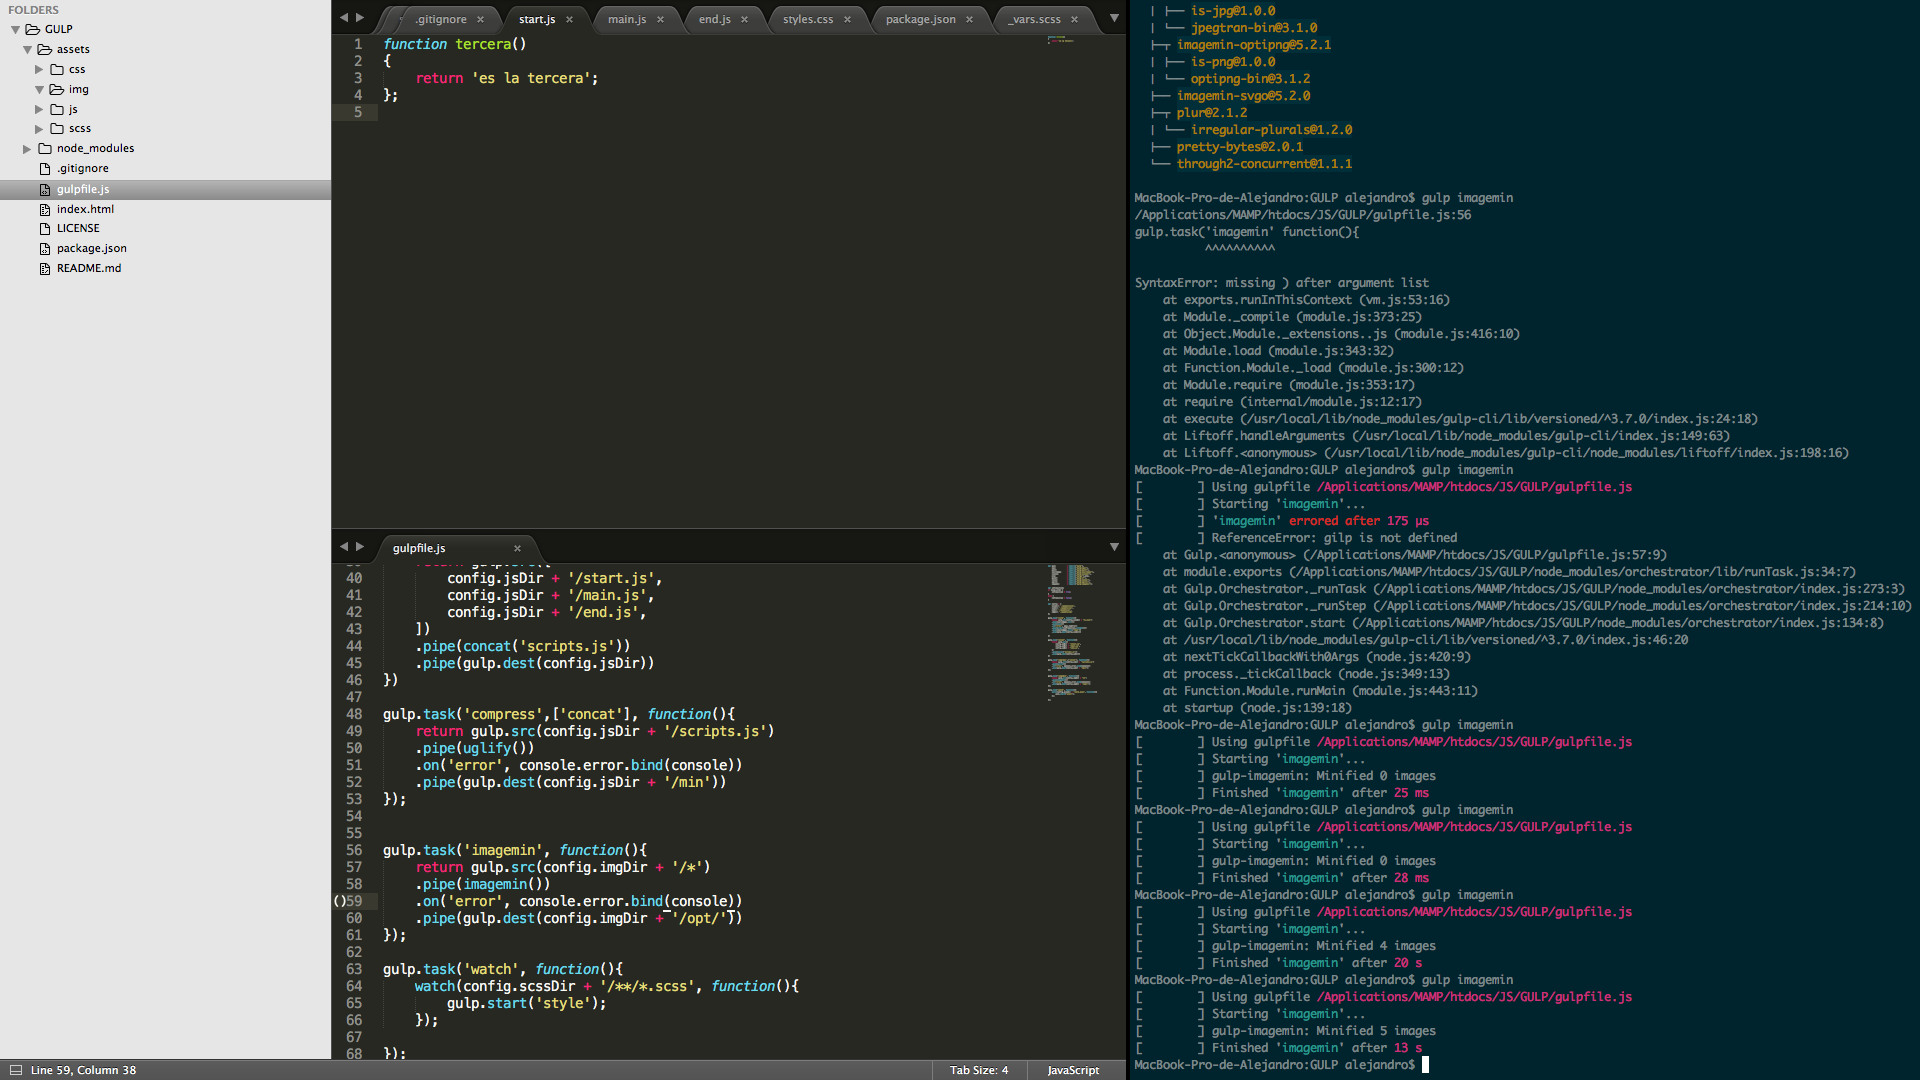 FOLDERS
GULP
assets
css
img
js
scss
node_modules
.gitignore
gulpfile.js
index.html
LICENSE
package.json
README.md
.gitignore ×
start.js ×
main.js ×
end.js ×
styles.css ×
package.json ×
_vars.scss ×
1 function tercera()
2 {
3     return 'es la tercera';
4 };
5
gulpfile.js ×
40         config.jsDir + '/start.js',
41         config.jsDir + '/main.js',
42         config.jsDir + '/end.js',
43     ])
44     .pipe(concat('scripts.js'))
45     .pipe(gulp.dest(config.jsDir))
46 })
47
48 gulp.task('compress',['concat'], function(){
49     return gulp.src(config.jsDir + '/scripts.js')
50     .pipe(uglify())
51     .on('error', console.error.bind(console))
52     .pipe(gulp.dest(config.jsDir + '/min'))
53 });
54
55
56 gulp.task('imagemin', function(){
57     return gulp.src(config.imgDir + '/*')
58     .pipe(imagemin())
()59     .on('error', console.error.bind(console))
60     .pipe(gulp.dest(config.imgDir + '/opt/'))
61 });
62
63 gulp.task('watch', function(){
64     watch(config.scssDir + '/**/*.scss', function(){
65         gulp.start('style');
66     });
67
68 });
Line 59, Column 38
Tab Size: 4
JavaScript
| ├── is-jpg@1.0.0
| └── jpegtran-bin@3.1.0
├─┬ imagemin-optipng@5.2.1
| ├── is-png@1.0.0
| └── optipng-bin@3.1.2
├── imagemin-svgo@5.2.0
├─┬ plur@2.1.2
| └── irregular-plurals@1.2.0
├── pretty-bytes@2.0.1
└── through2-concurrent@1.1.1
MacBook-Pro-de-Alejandro:GULP alejandro$ gulp imagemin
/Applications/MAMP/htdocs/JS/GULP/gulpfile.js:56
gulp.task('imagemin' function(){
          ^^^^^^^^^^
SyntaxError: missing ) after argument list
    at exports.runInThisContext (vm.js:53:16)
    at Module._compile (module.js:373:25)
    at Object.Module._extensions..js (module.js:416:10)
    at Module.load (module.js:343:32)
    at Function.Module._load (module.js:300:12)
    at Module.require (module.js:353:17)
    at require (internal/module.js:12:17)
    at execute (/usr/local/lib/node_modules/gulp-cli/lib/versioned/^3.7.0/index.js:24:18)
    at Liftoff.handleArguments (/usr/local/lib/node_modules/gulp-cli/index.js:149:63)
    at Liftoff.<anonymous> (/usr/local/lib/node_modules/gulp-cli/node_modules/liftoff/index.js:198:16)
MacBook-Pro-de-Alejandro:GULP alejandro$ gulp imagemin
[        ] Using gulpfile /Applications/MAMP/htdocs/JS/GULP/gulpfile.js
[        ] Starting 'imagemin'...
[        ] 'imagemin' errored after 175 μs
[        ] ReferenceError: gilp is not defined
    at Gulp.<anonymous> (/Applications/MAMP/htdocs/JS/GULP/gulpfile.js:57:9)
    at module.exports (/Applications/MAMP/htdocs/JS/GULP/node_modules/orchestrator/lib/runTask.js:34:7)
    at Gulp.Orchestrator._runTask (/Applications/MAMP/htdocs/JS/GULP/node_modules/orchestrator/index.js:273:3)
    at Gulp.Orchestrator._runStep (/Applications/MAMP/htdocs/JS/GULP/node_modules/orchestrator/index.js:214:10)
    at Gulp.Orchestrator.start (/Applications/MAMP/htdocs/JS/GULP/node_modules/orchestrator/index.js:134:8)
    at /usr/local/lib/node_modules/gulp-cli/lib/versioned/^3.7.0/index.js:46:20
    at nextTickCallbackWith0Args (node.js:420:9)
    at process._tickCallback (node.js:349:13)
    at Function.Module.runMain (module.js:443:11)
    at startup (node.js:139:18)
MacBook-Pro-de-Alejandro:GULP alejandro$ gulp imagemin
[        ] Using gulpfile /Applications/MAMP/htdocs/JS/GULP/gulpfile.js
[        ] Starting 'imagemin'...
[        ] gulp-imagemin: Minified 0 images
[        ] Finished 'imagemin' after 25 ms
MacBook-Pro-de-Alejandro:GULP alejandro$ gulp imagemin
[        ] Using gulpfile /Applications/MAMP/htdocs/JS/GULP/gulpfile.js
[        ] Starting 'imagemin'...
[        ] gulp-imagemin: Minified 0 images
[        ] Finished 'imagemin' after 28 ms
MacBook-Pro-de-Alejandro:GULP alejandro$ gulp imagemin
[        ] Using gulpfile /Applications/MAMP/htdocs/JS/GULP/gulpfile.js
[        ] Starting 'imagemin'...
[        ] gulp-imagemin: Minified 4 images
[        ] Finished 'imagemin' after 20 s
MacBook-Pro-de-Alejandro:GULP alejandro$ gulp imagemin
[        ] Using gulpfile /Applications/MAMP/htdocs/JS/GULP/gulpfile.js
[        ] Starting 'imagemin'...
[        ] gulp-imagemin: Minified 5 images
[        ] Finished 'imagemin' after 13 s
MacBook-Pro-de-Alejandro:GULP alejandro$